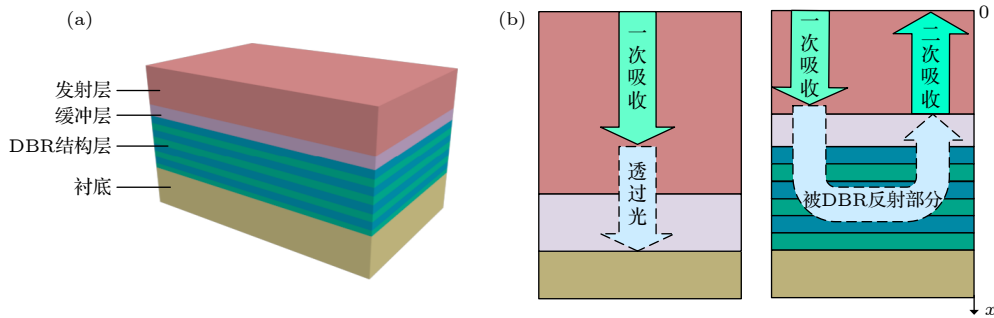 (a)
发射层
缓冲层
DBR结构层
衬底
(b)
一次吸收
透过光
0
一次吸收
二次吸收
被DBR反射部分
x